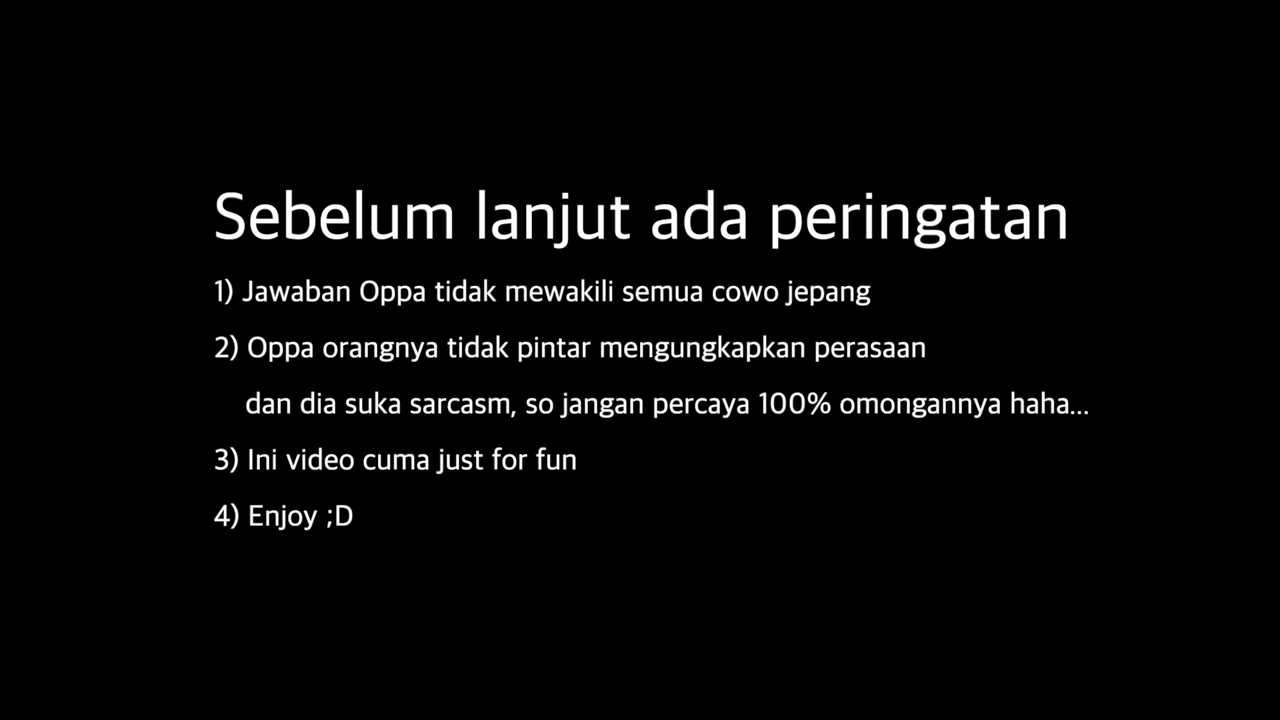 Sebelum lanjut ada peringatan
1) Jawaban Oppa tidak mewakili semua cowo jepang
2) Oppa orangnya tidak pintar mengungkapkan perasaan
dan dia suka sarcasm, so jangan percaya 100% omongannya haha...
3) Ini video cuma just for fun
4) Enjoy ;D